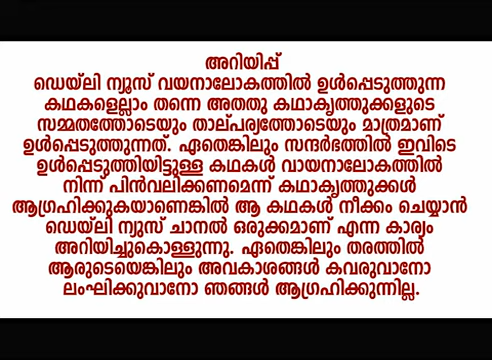 അറിയിപ്പ്
ഡെയ്‌ലി ന്യൂസ് വയനാലോകത്തിൽ ഉൾപ്പെടുത്തുന്ന
കഥകളെല്ലാം തന്നെ അതതു കഥാകൃത്തുക്കളുടെ
സമ്മതത്തോടെയും താല്പര്യത്തോടെയും മാത്രമാണ്
ഉൾപ്പെടുത്തുന്നത്. ഏതെങ്കിലും സന്ദർഭത്തിൽ ഇവിടെ
ഉൾപ്പെടുത്തിയിട്ടുള്ള കഥകൾ വായനാലോകത്തിൽ
നിന്ന് പിൻവലിക്കണമെന്ന് കഥാകൃത്തുക്കൾ
ആഗ്രഹിക്കുകയാണെങ്കിൽ ആ കഥകൾ നീക്കം ചെയ്യാൻ
ഡെയ്‌ലി ന്യൂസ് ചാനൽ ഒരുക്കമാണ് എന്ന കാര്യം
അറിയിച്ചുകൊള്ളുന്നു. ഏതെങ്കിലും തരത്തിൽ
ആരുടെയെങ്കിലും അവകാശങ്ങൾ കവരുവാനോ
ലംഘിക്കുവാനോ ഞങ്ങൾ ആഗ്രഹിക്കുന്നില്ല.